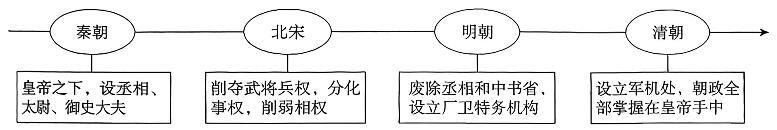 秦朝
北宋
明朝
清朝
皇帝之下，设丞相、
太尉、御史大夫
削夺武将兵权，分化
事权，削弱相权
废除丞相和中书省，
设立厂卫特务机构
设立军机处，朝政全
部掌握在皇帝手中